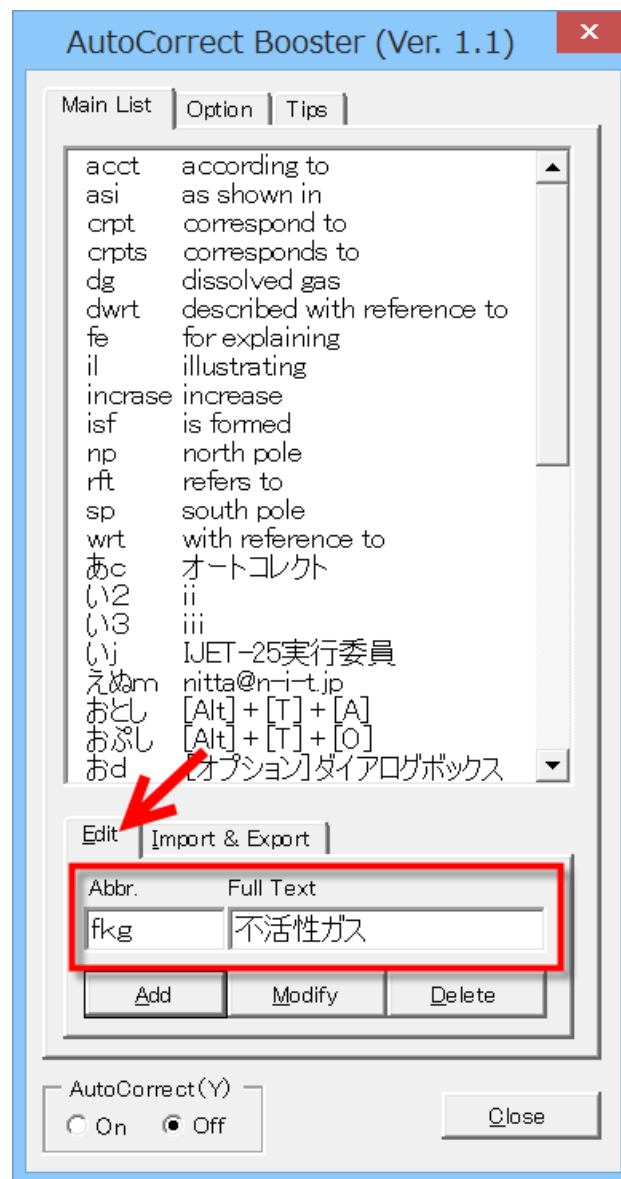 AutoCorrect Booster (Ver. 1.1)
Main List Option Tips
acct according to
asi as shown in
crpt correspond to
crpts corresponds to
dg dissolved gas
dwrt described with reference to
fe for explaining
il illustrating
incrase increase
isf is formed
np north pole
rft refers to
sp south pole
wrt with reference to
あc オートコレクト
い2 ii
い3 iii
いj IJET-25実行委員
えぬm nitta@n-i-t.jp
おとし [Alt]+[T]+[A]
おぷし [Alt]+[T]+[O]
おd [オプション]ダイアログボックス
Edit Import & Export
Abbr. Full Text
fkg 不活性ガス
Add Modify Delete
AutoCorrect(Y)
On Off
Close